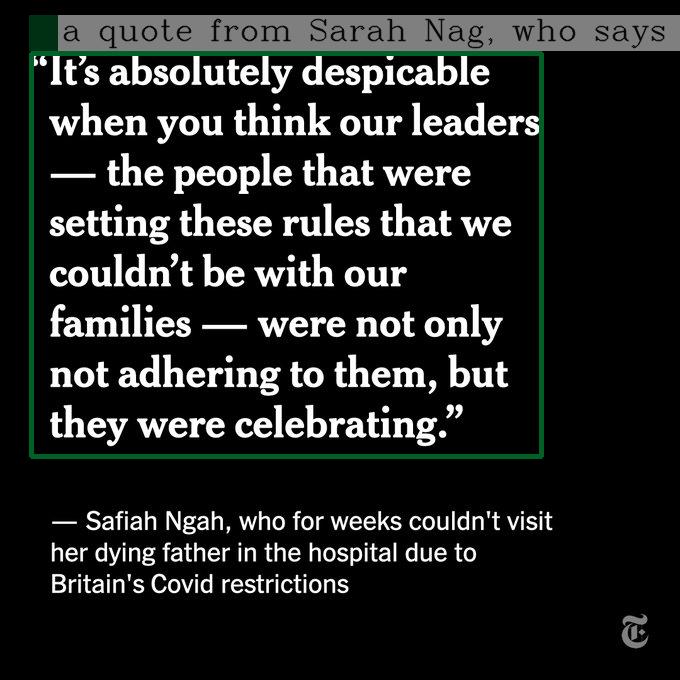 a quote from Sarah Nag, who says
“It’s absolutely despicable
when you think our leaders
— the people that were
setting these rules that we
couldn’t be with our
families — were not only
not adhering to them, but
they were celebrating.”
— Safiah Ngah, who for weeks couldn't visit
her dying father in the hospital due to
Britain's Covid restrictions
T